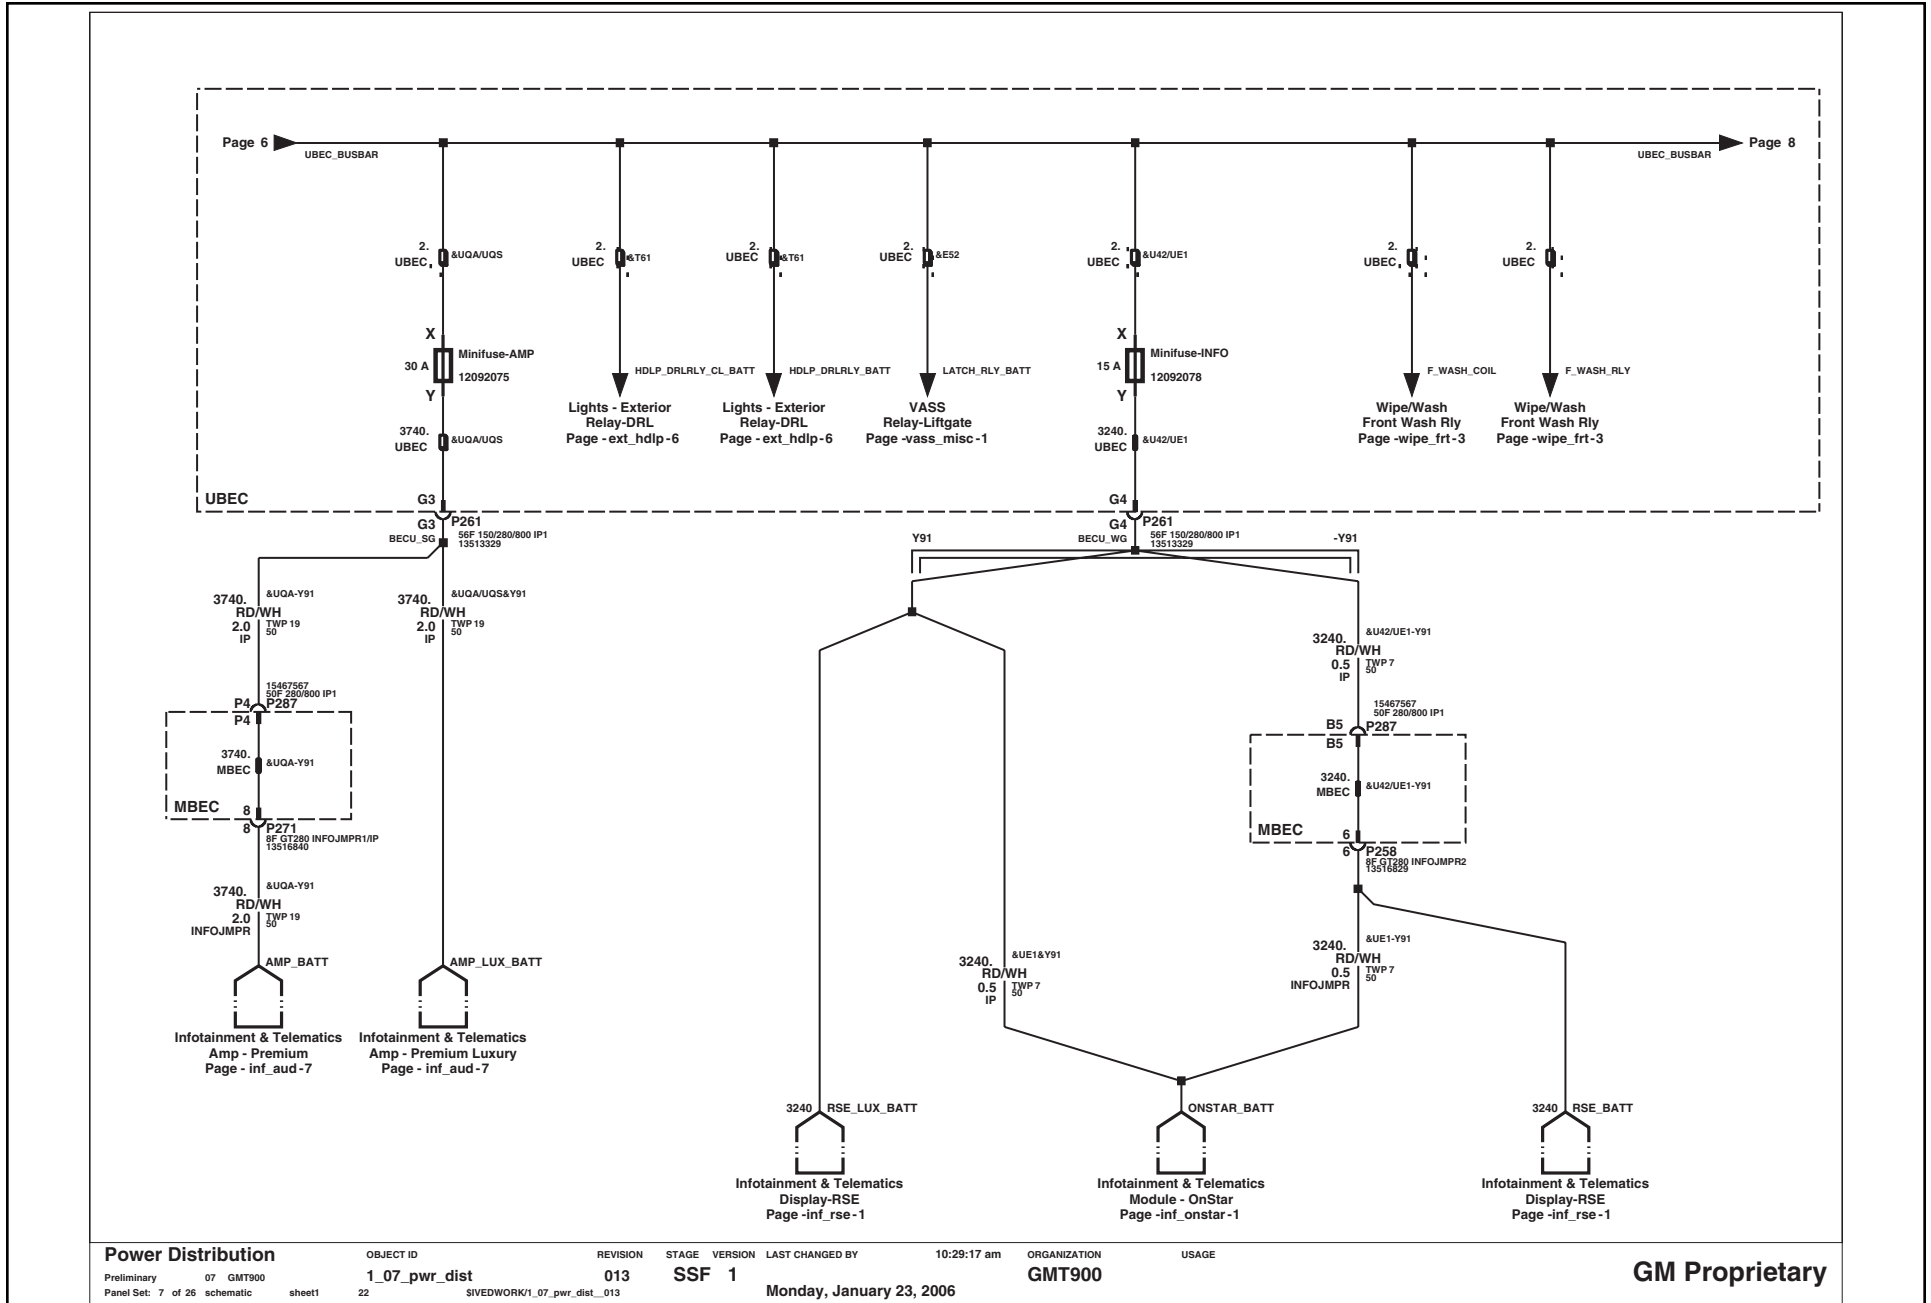 Page 6
UBEC_BUSBAR
UBEC_BUSBAR
Page 8
2.
UBEC
&UQA/UQS
2.
UBEC
&T61
2.
UBEC
&T61
2.
UBEC
&E52
2.
UBEC
&U42/UE1
2.
UBEC
2.
UBEC
X
30 A
Minifuse-AMP
12092075
Y
X
15 A
Minifuse-INFO
12092078
Y
HDLP_DRLRLY_CL_BATT
HDLP_DRLRLY_BATT
LATCH_RLY_BATT
F_WASH_COIL
F_WASH_RLY
Lights - Exterior
Relay-DRL
Page - ext_hdlp-6
Lights - Exterior
Relay-DRL
Page - ext_hdlp-6
VASS
Relay-Liftgate
Page -vass_misc-1
Wipe/Wash
Front Wash Rly
Page -wipe_frt-3
Wipe/Wash
Front Wash Rly
Page -wipe_frt-3
3740.
UBEC
&UQA/UQS
3240.
UBEC
&U42/UE1
UBEC
G3
G4
G3
P261
BECU_SG
56F 150/280/800 IP1
13513329
G4
P261
BECU_WG
56F 150/280/800 IP1
13513329
Y91
-Y91
3740.
&UQA-Y91
RD/WH
2.0
TWP 19
50
IP
3740.
&UQA/UQS&Y91
RD/WH
2.0
TWP 19
50
IP
3240.
&U42/UE1-Y91
RD/WH
0.5
TWP 7
50
IP
15467567
50F 280/800 IP1
P4
P287
P4
3740.
MBEC
&UQA-Y91
MBEC
8
8
P271
8F GT280 INFOJMPR1/IP
13516840
15467567
50F 280/800 IP1
B5
P287
B5
3240.
MBEC
&U42/UE1-Y91
MBEC
6
6
P258
8F GT280 INFOJMPR2
13516829
3740.
&UQA-Y91
RD/WH
2.0
TWP 19
50
INFOJMPR
3240.
&UE1&Y91
RD/WH
0.5
TWP 7
50
IP
3240.
&UE1-Y91
RD/WH
0.5
TWP 7
50
INFOJMPR
AMP_BATT
AMP_LUX_BATT
Infotainment & Telematics
Amp - Premium
Page - inf_aud-7
Infotainment & Telematics
Amp - Premium Luxury
Page - inf_aud-7
3240
RSE_LUX_BATT
ONSTAR_BATT
3240
RSE_BATT
Infotainment & Telematics
Display-RSE
Page -inf_rse-1
Infotainment & Telematics
Module - OnStar
Page -inf_onstar-1
Infotainment & Telematics
Display-RSE
Page -inf_rse-1
Power Distribution
OBJECT ID
REVISION
STAGE
VERSION
LAST CHANGED BY
10:29:17 am
ORGANIZATION
USAGE
Preliminary
07 GMT900
1_07_pwr_dist
013
SSF 1
GMT900
GM Proprietary
Panel Set: 7 of 26 schematic sheet1 22 $IVEDWORK/1_07_pwr_dist__013
Monday, January 23, 2006